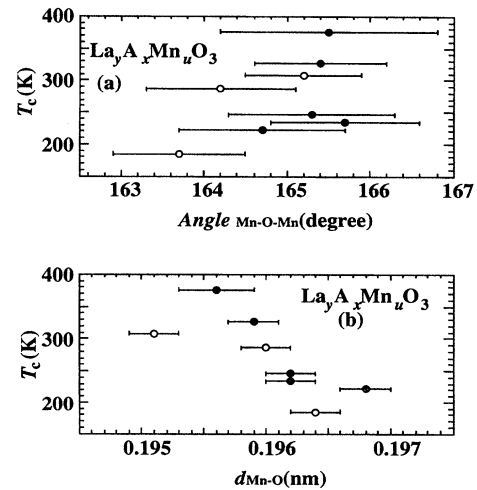 400
La_yA_xMn_uO_3
300
(a)
T_c(K)
200
163 164 165 166 167
Angle Mn-O-Mn(degree)
400
La_yA_xMn_uO_3
(b)
300
T_c(K)
200
0.195 0.196 0.197
d_Mn-O(nm)